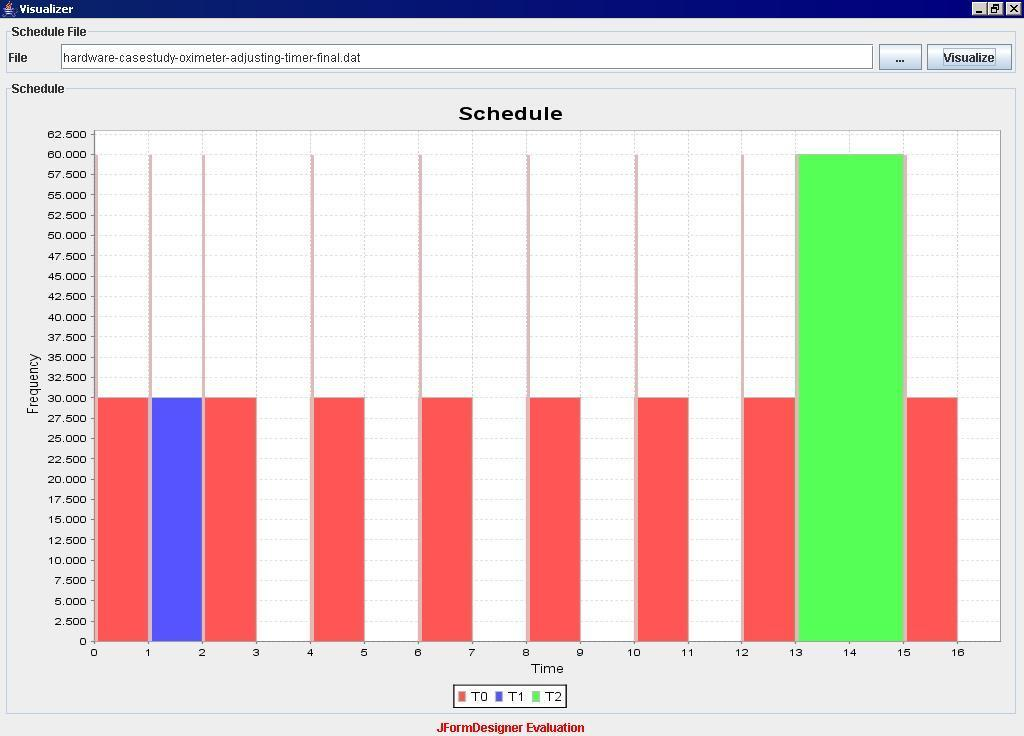 Visualizer
Schedule File
File hardware-casestudy-oximeter-adjusting-timer-final.dat ... Visualize
Schedule
Schedule
62.500
60.000
57.500
55.000
52.500
50.000
47.500
45.000
42.500
40.000
37.500
35.000
32.500
30.000
27.500
25.000
22.500
20.000
17.500
15.000
12.500
10.000
7.500
5.000
2.500
0
Frequency
0 1 2 3 4 5 6 7 8 9 10 11 12 13 14 15 16
Time
T0 T1 T2
JFormDesigner Evaluation